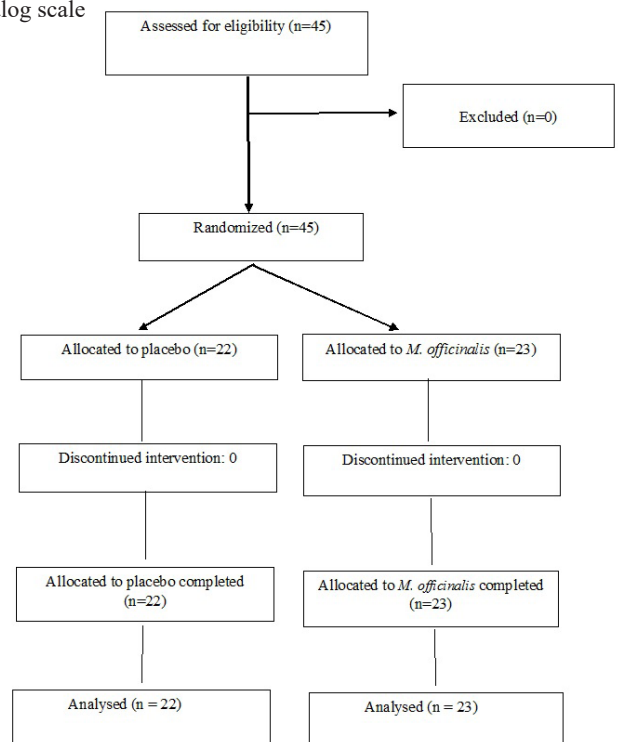 log scale
Assessed for eligibility (n=45)
Excluded (n=0)
Randomized (n=45)
Allocated to placebo (n=22)
Allocated to M. officinalis (n=23)
Discontinued intervention: 0
Discontinued intervention: 0
Allocated to placebo completed
(n=22)
Allocated to M. officinalis completed
(n=23)
Analysed (n = 22)
Analysed (n = 23)